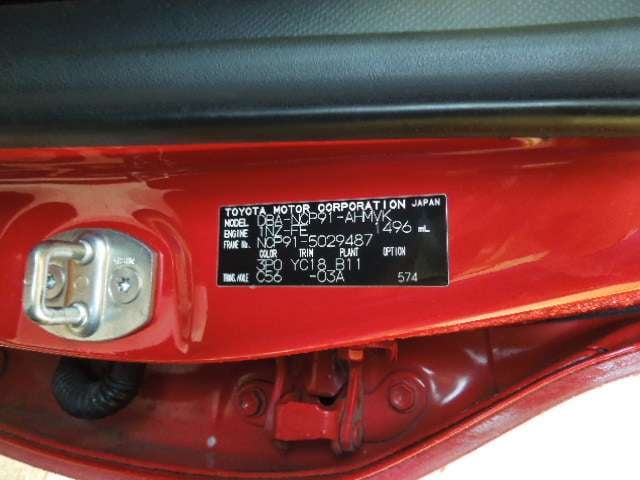 TOYOTA MOTOR CORPORATION JAPAN
MODEL DBA-NCP91-AHMVK
ENGINE 1NZ-FE 1496 mL
FRAME No. NCP91-5029487
COLOR TRIM PLANT OPTION
3P0 YC18 B11
TRANS./AXLE C56 -03A 574